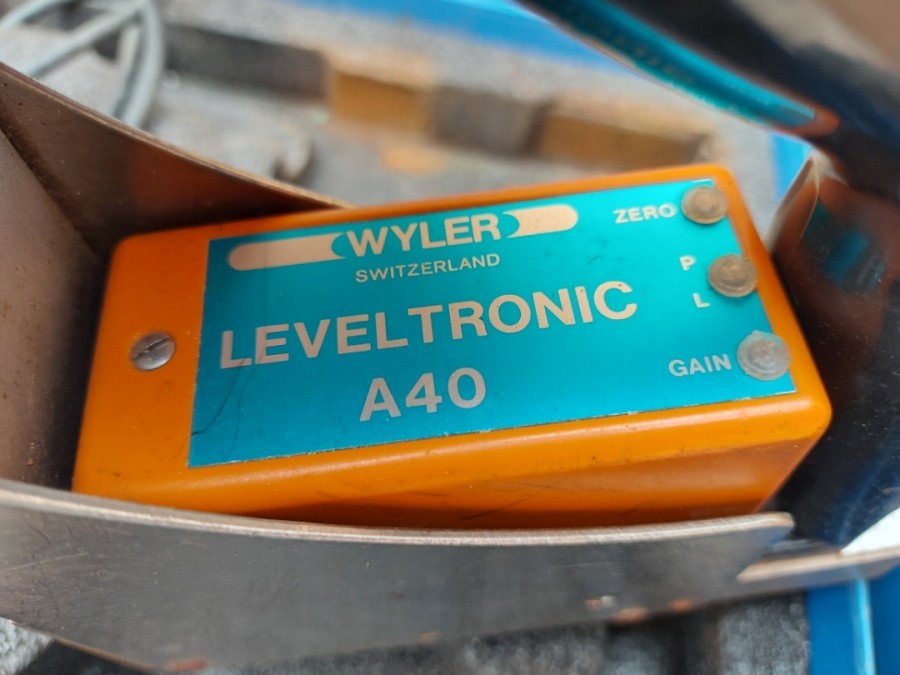 WYLER
SWITZERLAND
LEVELTRONIC
A40
ZERO
P
L
GAIN